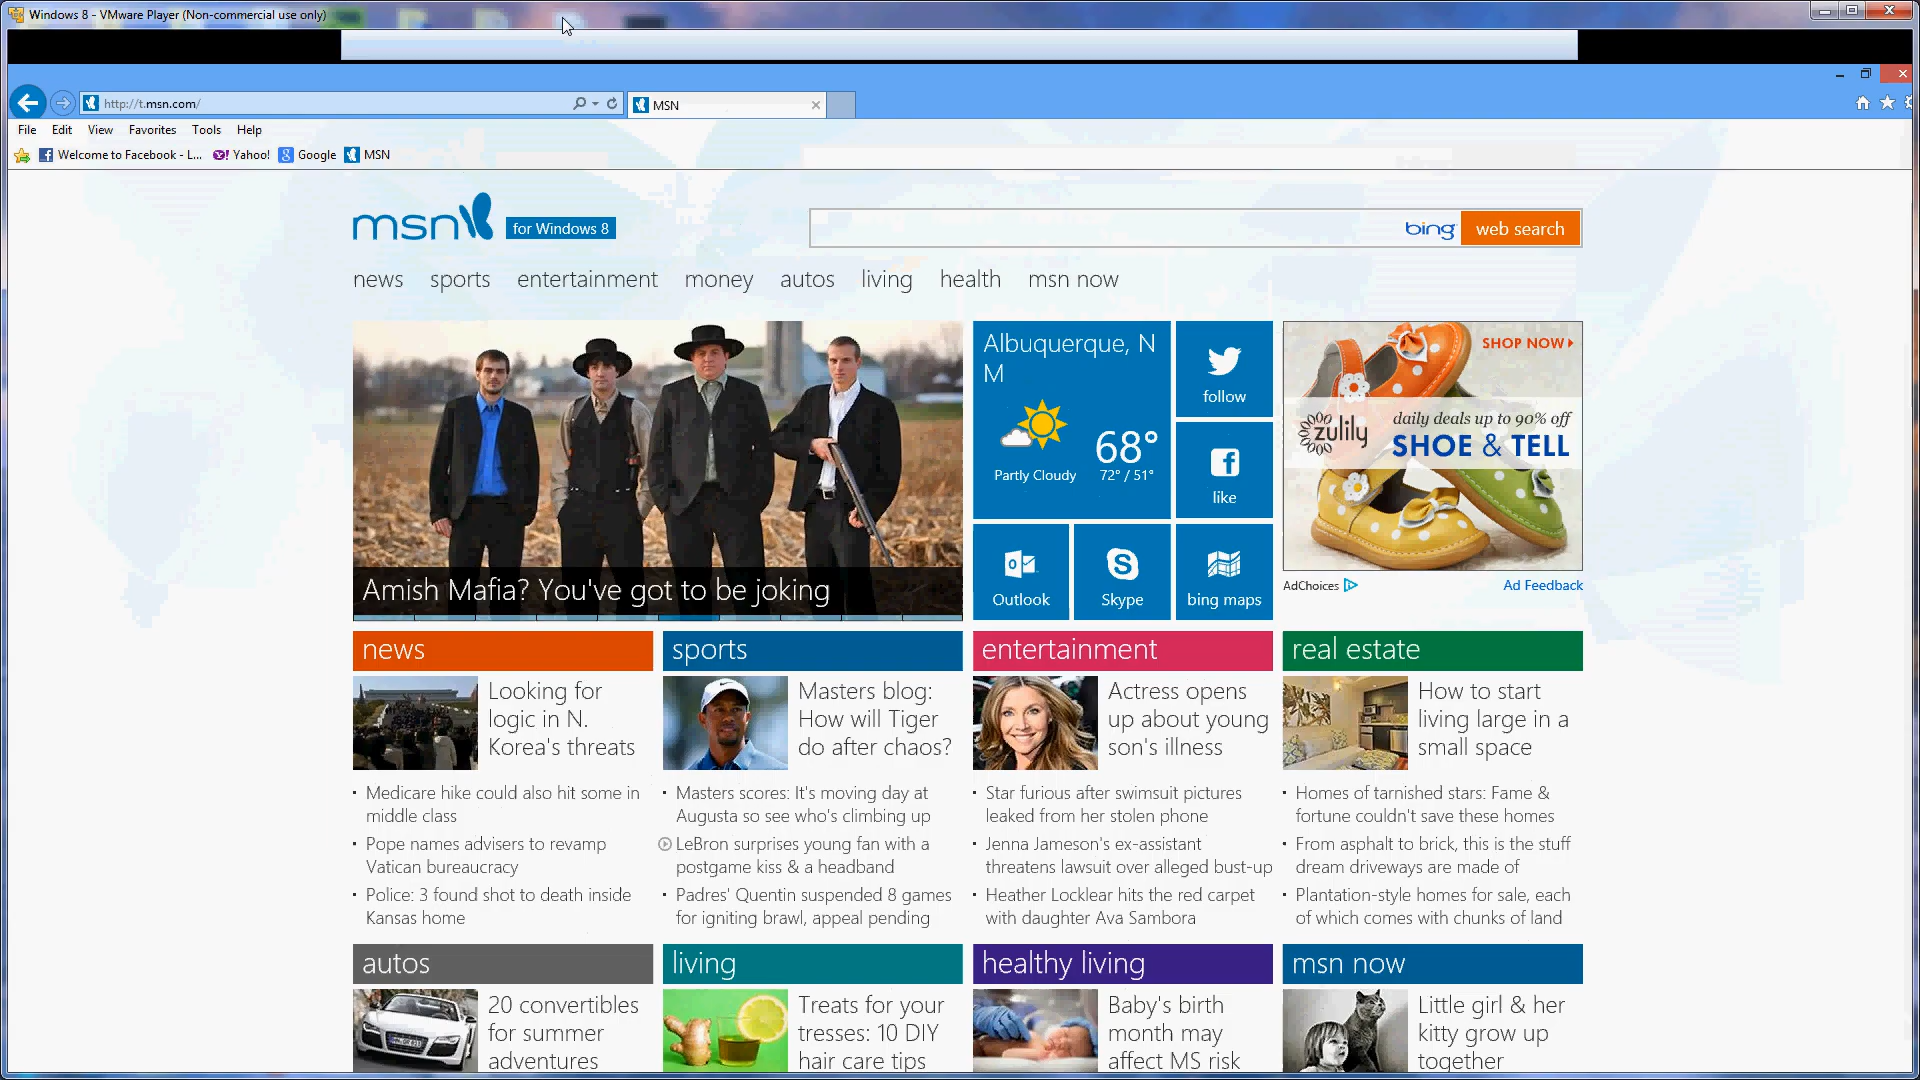 Windows 8 - VMware Player (Non-commercial use only)
http://t.msn.com/
MSN
File Edit View Favorites Tools Help
Welcome to Facebook - L... Yahoo! Google MSN
msn for Windows 8
bing web search
news sports entertainment money autos living health msn now
Albuquerque, N
M
68°
Partly Cloudy 72° / 51°
follow
like
Outlook
Skype
bing maps
SHOP NOW
zulily
daily deals up to 90% off
SHOE & TELL
AdChoices
Ad Feedback
Amish Mafia? You've got to be joking
news
Looking for
logic in N.
Korea's threats
Medicare hike could also hit some in
middle class
Pope names advisers to revamp
Vatican bureaucracy
Police: 3 found shot to death inside
Kansas home
sports
Masters blog:
How will Tiger
do after chaos?
Masters scores: It's moving day at
Augusta so see who's climbing up
LeBron surprises young fan with a
postgame kiss & a headband
Padres' Quentin suspended 8 games
for igniting brawl, appeal pending
entertainment
Actress opens
up about young
son's illness
Star furious after swimsuit pictures
leaked from her stolen phone
Jenna Jameson's ex-assistant
threatens lawsuit over alleged bust-up
Heather Locklear hits the red carpet
with daughter Ava Sambora
real estate
How to start
living large in a
small space
Homes of tarnished stars: Fame &
fortune couldn't save these homes
From asphalt to brick, this is the stuff
dream driveways are made of
Plantation-style homes for sale, each
of which comes with chunks of land
autos
20 convertibles
for summer
adventures
living
Treats for your
tresses: 10 DIY
hair care tips
healthy living
Baby's birth
month may
affect MS risk
msn now
Little girl & her
kitty grow up
together